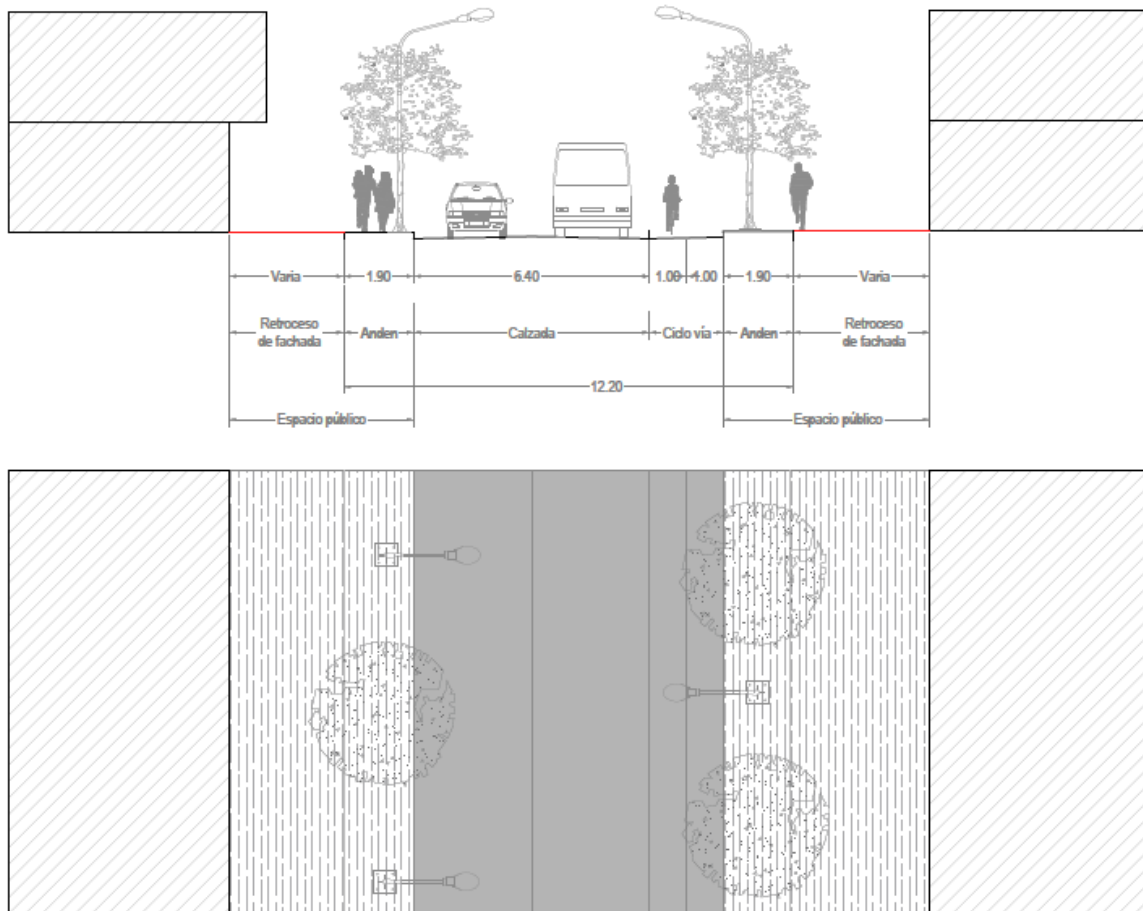 Varia 1.90 6.40 1.00 1.00 1.90 Varia
Retroceso
de fachada Anden Calzada Ciclo vía Anden Retroceso
de fachada
12.20
Espacio público Espacio público